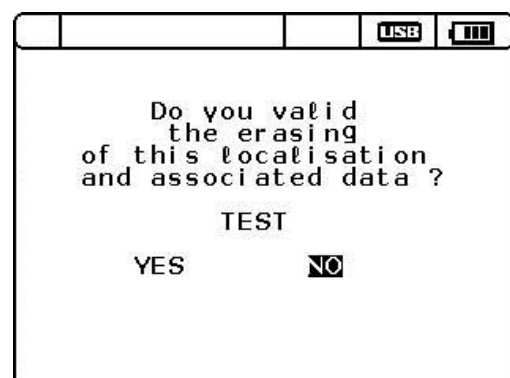 USB
Do you valid
the erasing
of this localisation
and associated data ?
TEST
YES NO